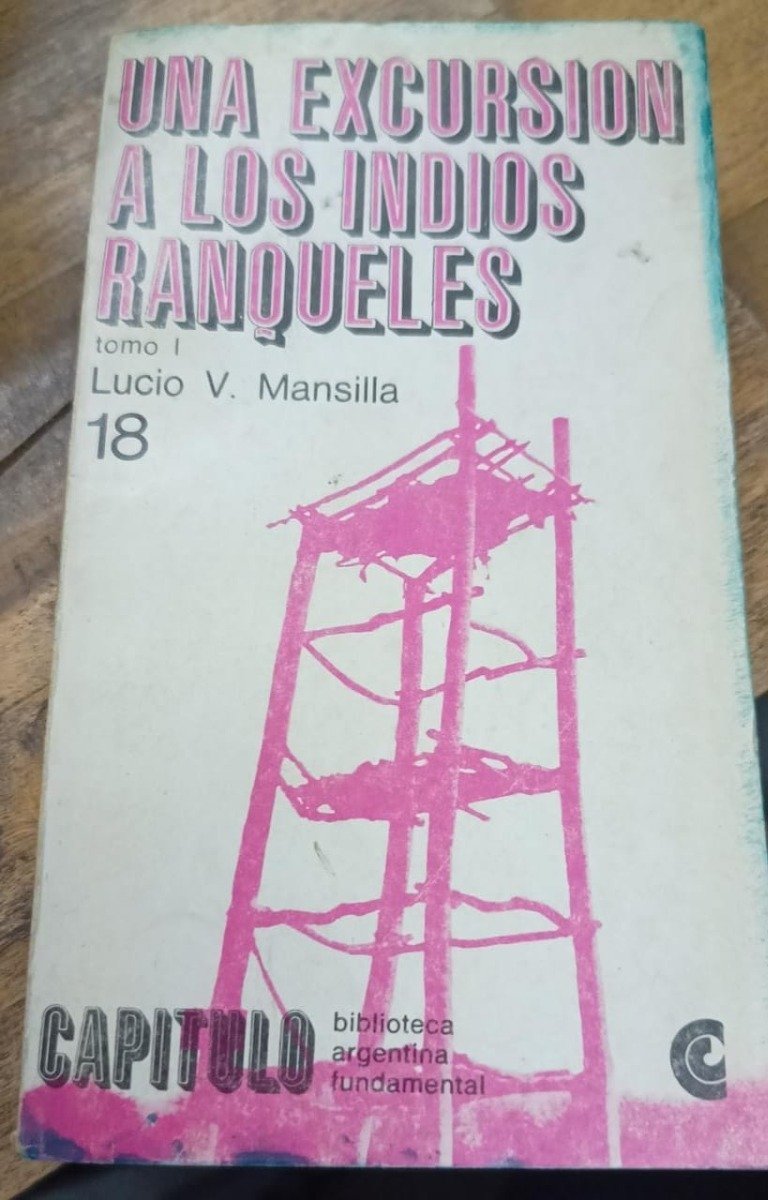 UNA EXCURSION
A LOS INDIOS
RANQUELES
tomo I
Lucio V. Mansilla
18
CAPITULO
biblioteca
argentina
fundamental